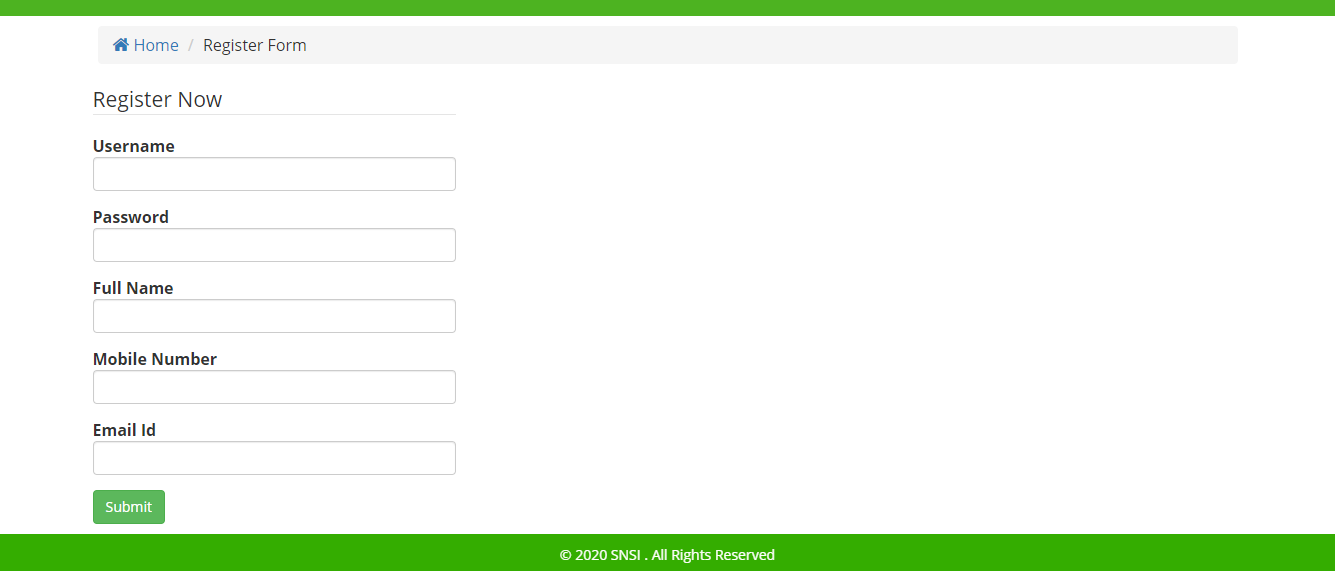 Home / Register Form
Register Now
Username
Password
Full Name
Mobile Number
Email Id
Submit
© 2020 SNSI . All Rights Reserved